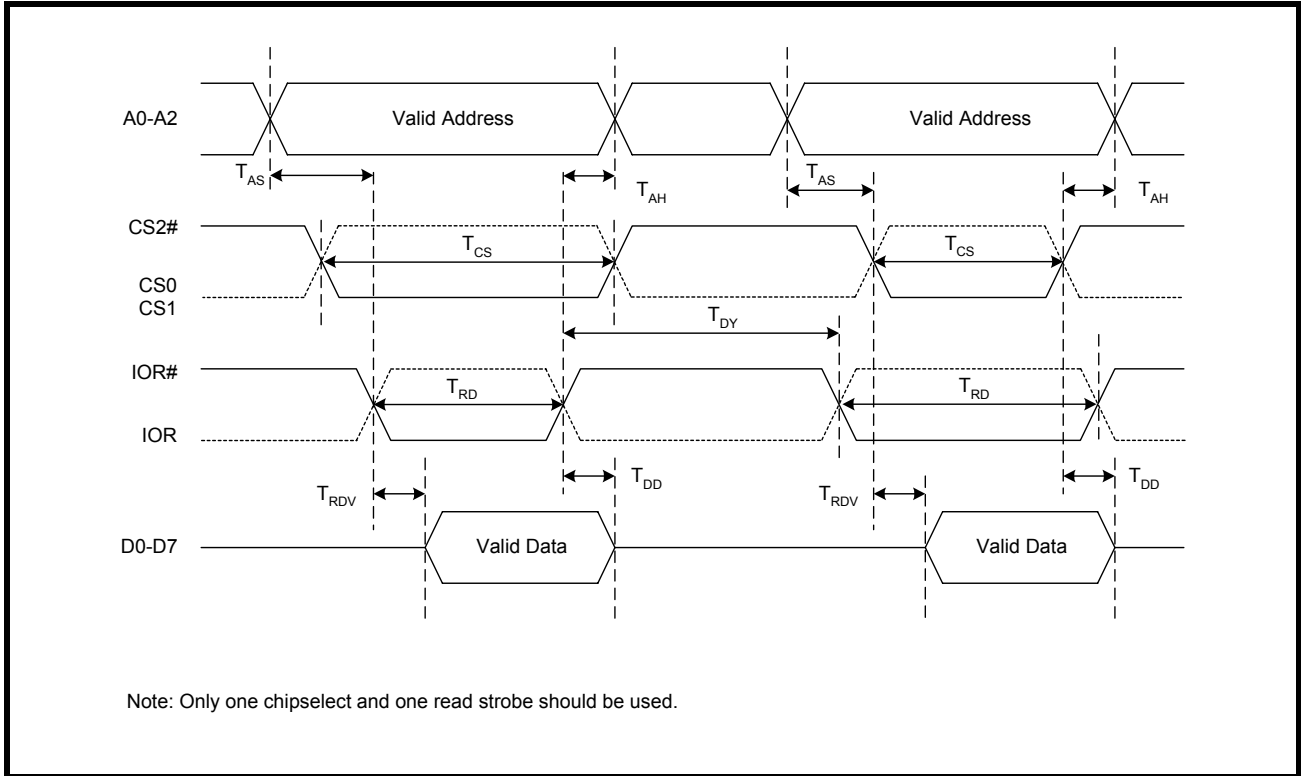 A0-A2
Valid Address
Valid Address
TAS
TAH
TAS
TAH
CS2#
TCS
TCS
CS0
CS1
TDY
IOR#
TRD
TRD
IOR
TRDV
TDD
TRDV
TDD
D0-D7
Valid Data
Valid Data
Note: Only one chipselect and one read strobe should be used.